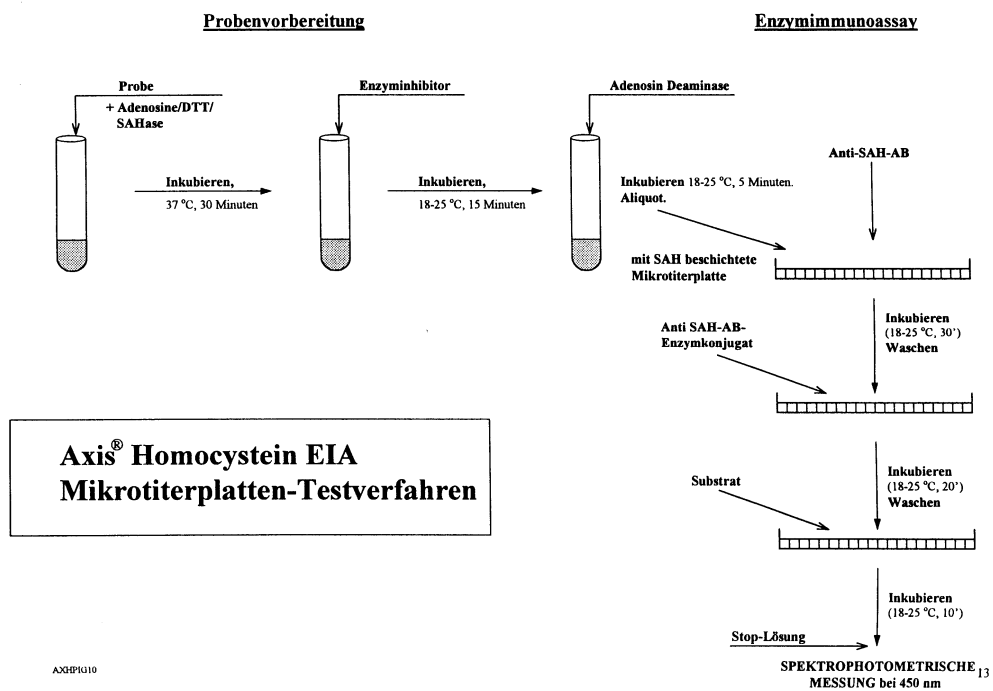 Probenvorbereitung
Enzymimmunoassay
Probe
+ Adenosine/DTT/
SAHase
Enzyminhibitor
Adenosin Deaminase
Inkubieren,
37 °C, 30 Minuten
Inkubieren,
18-25 °C, 15 Minuten
Inkubieren 18-25 °C, 5 Minuten.
Aliquot.
Anti-SAH-AB
mit SAH beschichtete
Mikrotiterplatte
Inkubieren
(18-25 °C, 30')
Waschen
Anti SAH-AB-
Enzymkonjugat
Axis® Homocystein EIA
Mikrotiterplatten-Testverfahren
Inkubieren
(18-25 °C, 20')
Waschen
Substrat
Inkubieren
(18-25 °C, 10')
Stop-Lösung
SPEKTROPHOTOMETRISCHE
MESSUNG bei 450 nm
AXHPIG10
13